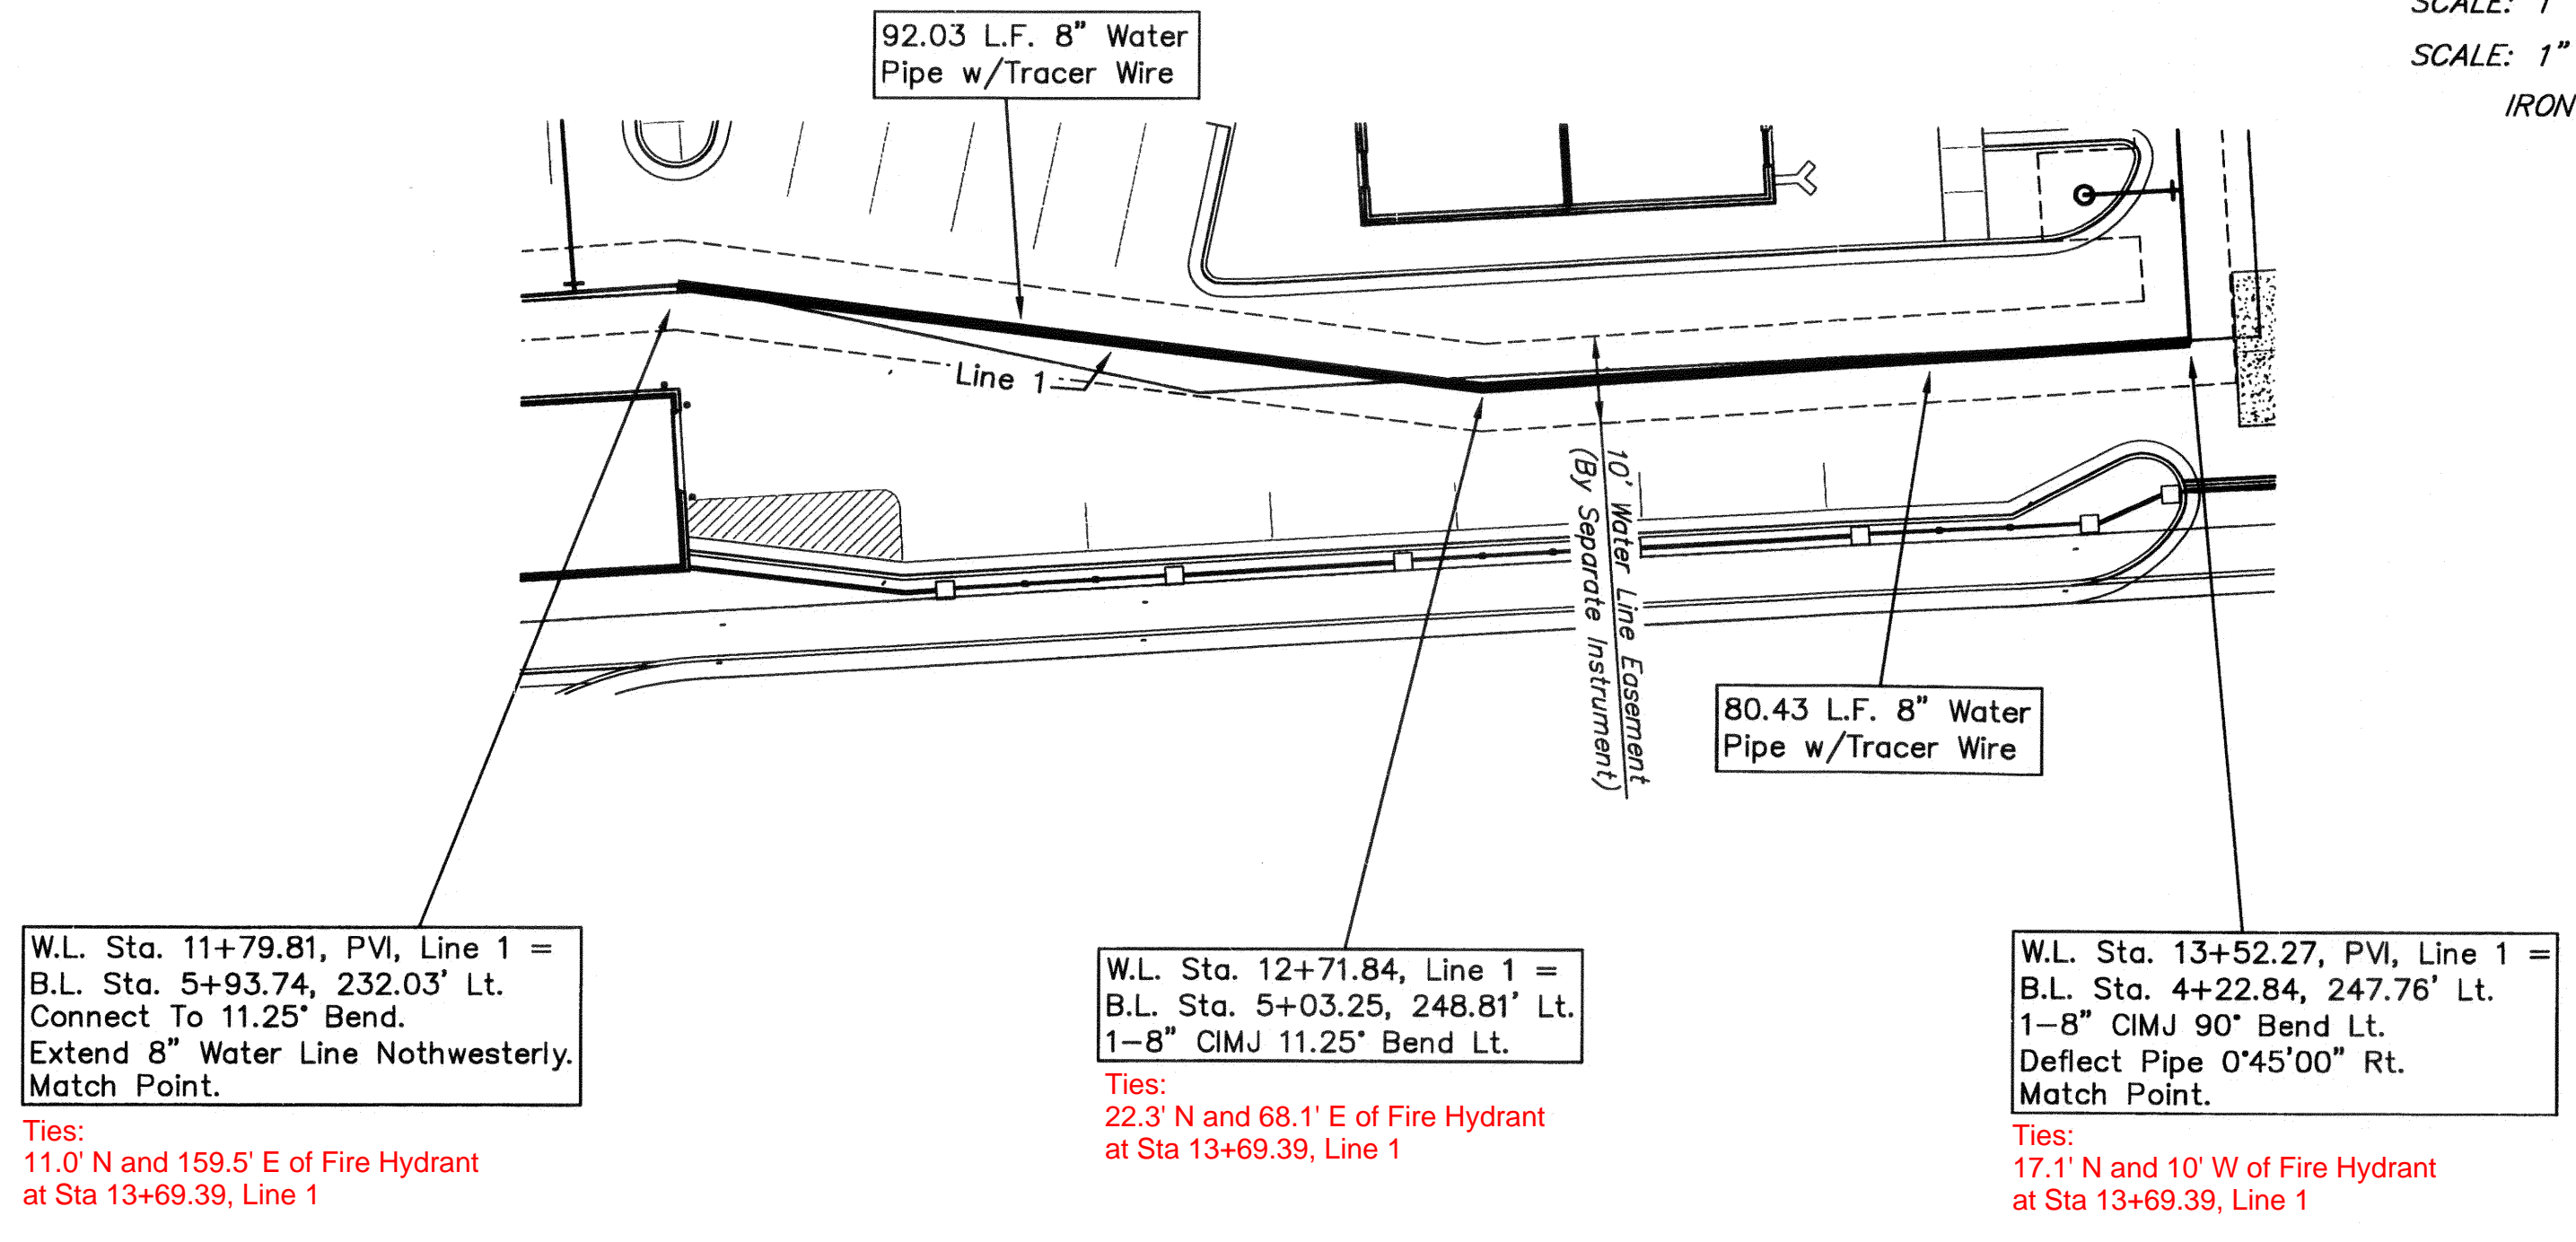 SCALE: 1"
SCALE: 1"
IRON
92.03 L.F. 8" Water
Pipe w/Tracer Wire
Line 1
10' Water Line Easement
(By Separate Instrument)
80.43 L.F. 8" Water
Pipe w/Tracer Wire
W.L. Sta. 11+79.81, PVI, Line 1 =
B.L. Sta. 5+93.74, 232.03' Lt.
Connect To 11.25° Bend.
Extend 8" Water Line Nothwesterly.
Match Point.
Ties:
11.0' N and 159.5' E of Fire Hydrant
at Sta 13+69.39, Line 1
W.L. Sta. 12+71.84, Line 1 =
B.L. Sta. 5+03.25, 248.81' Lt.
1-8" CIMJ 11.25° Bend Lt.
Ties:
22.3' N and 68.1' E of Fire Hydrant
at Sta 13+69.39, Line 1
W.L. Sta. 13+52.27, PVI, Line 1 =
B.L. Sta. 4+22.84, 247.76' Lt.
1-8" CIMJ 90° Bend Lt.
Deflect Pipe 0°45'00" Rt.
Match Point.
Ties:
17.1' N and 10' W of Fire Hydrant
at Sta 13+69.39, Line 1